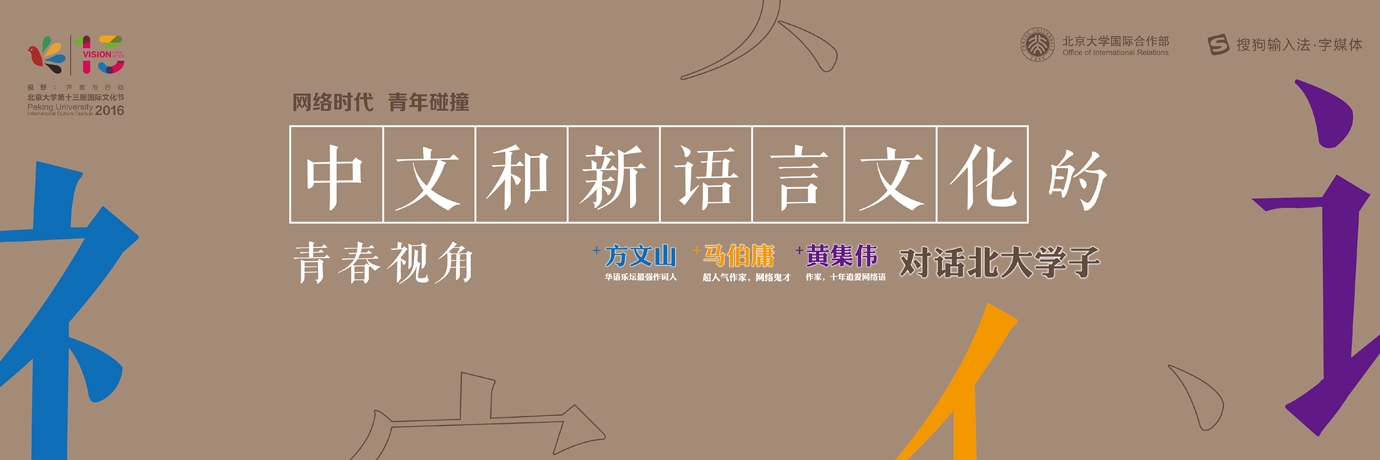 13
VISION
视野：声音与行动
北京大学第十三届国际文化节
Peking University 2016
International Culture Festival
北京大学国际合作部
Office of International Relations
搜狗输入法·字媒体
网络时代 青年碰撞
中文和新语言文化的
青春视角
+方文山
华语乐坛最强作词人
+马伯庸
超人气作家，网络鬼才
+黄集伟
作家，十年追爱网络语
对话北大学子